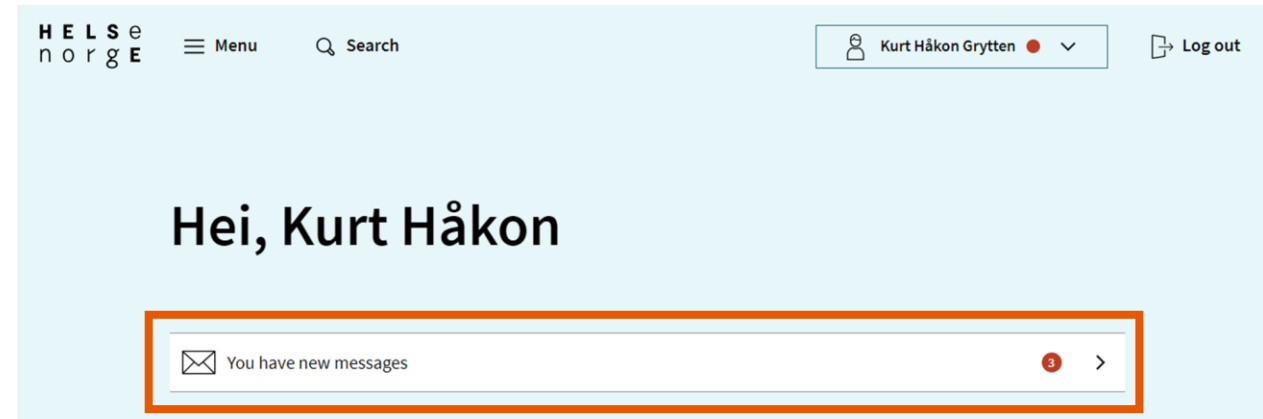 HELSe
norgE
Menu
Search
Kurt Håkon Grytten
Log out
Hei, Kurt Håkon
You have new messages
3